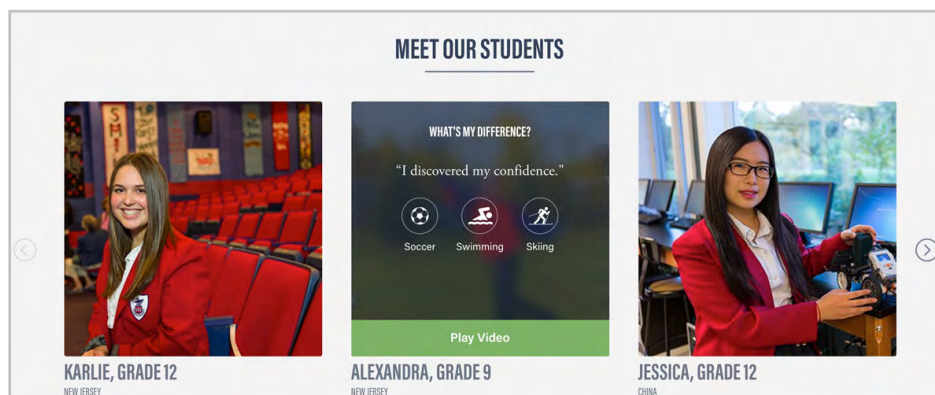 MEET OUR STUDENTS
WHAT'S MY DIFFERENCE?
“I discovered my confidence."
Soccer Swimming Skiing
Play Video
KARLIE, GRADE 12
NEW JERSEY
ALEXANDRA, GRADE 9
NEW JERSEY
JESSICA, GRADE 12
CHINA